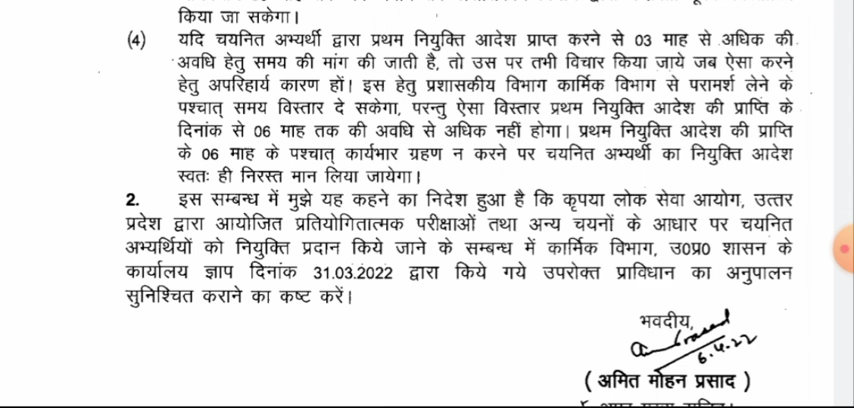 किया जा सकेगा।
(4) यदि चयनित अभ्यर्थी द्वारा प्रथम नियुक्ति आदेश प्राप्त करने से 03 माह से अधिक की
अवधि हेतु समय की मांग की जाती है, तो उस पर तभी विचार किया जाये जब ऐसा करने
हेतु अपरिहार्य कारण हों। इस हेतु प्रशासकीय विभाग कार्मिक विभाग से परामर्श लेने के
पश्चात् समय विस्तार दे सकेगा, परन्तु ऐसा विस्तार प्रथम नियुक्ति आदेश की प्राप्ति के
दिनांक से 06 माह तक की अवधि से अधिक नहीं होगा। प्रथम नियुक्ति आदेश की प्राप्ति
के 06 माह के पश्चात् कार्यभार ग्रहण न करने पर चयनित अभ्यर्थी का नियुक्ति आदेश
स्वतः ही निरस्त मान लिया जायेगा।
2. इस सम्बन्ध में मुझे यह कहने का निदेश हुआ है कि कृपया लोक सेवा आयोग, उत्तर
प्रदेश द्वारा आयोजित प्रतियोगितात्मक परीक्षाओं तथा अन्य चयनों के आधार पर चयनित
अभ्यर्थियों को नियुक्ति प्रदान किये जाने के सम्बन्ध में कार्मिक विभाग, उ०प्र० शासन के
कार्यालय ज्ञाप दिनांक 31.03.2022 द्वारा किये गये उपरोक्त प्राविधान का अनुपालन
सुनिश्चित कराने का कष्ट करें।
भवदीय,
6.4.22
( अमित मोहन प्रसाद )